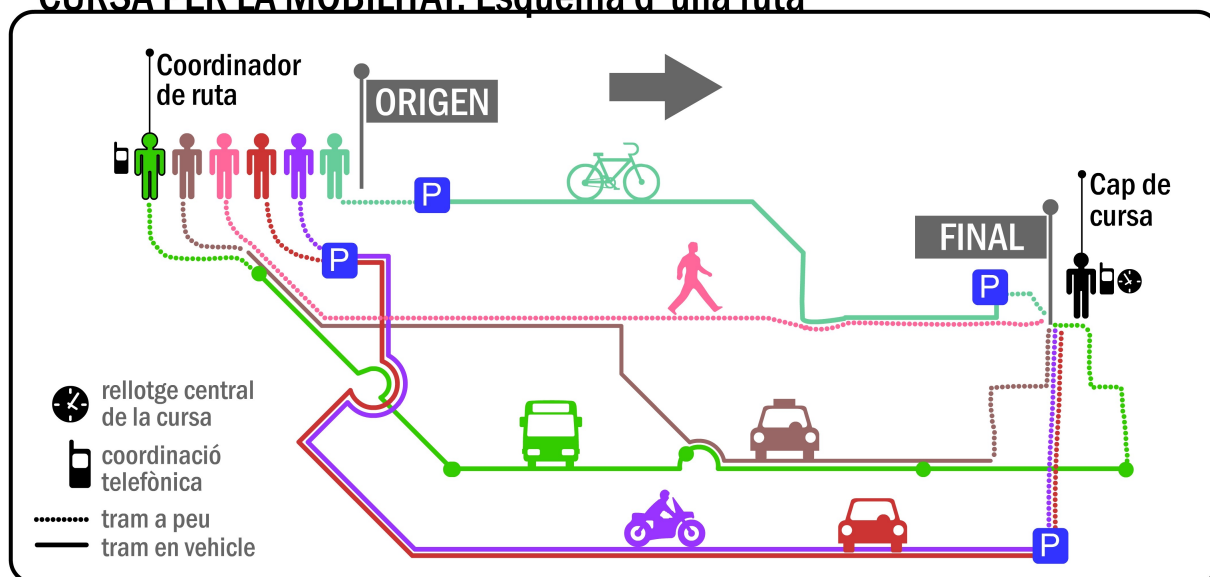 CURSA PER LA MOBILITAT. Esquema d'una ruta
Coordinador
de ruta
ORIGEN
P
Cap de
cursa
FINAL
P
P
rellotge central
de la cursa
coordinació
telefònica
tram a peu
tram en vehicle
P